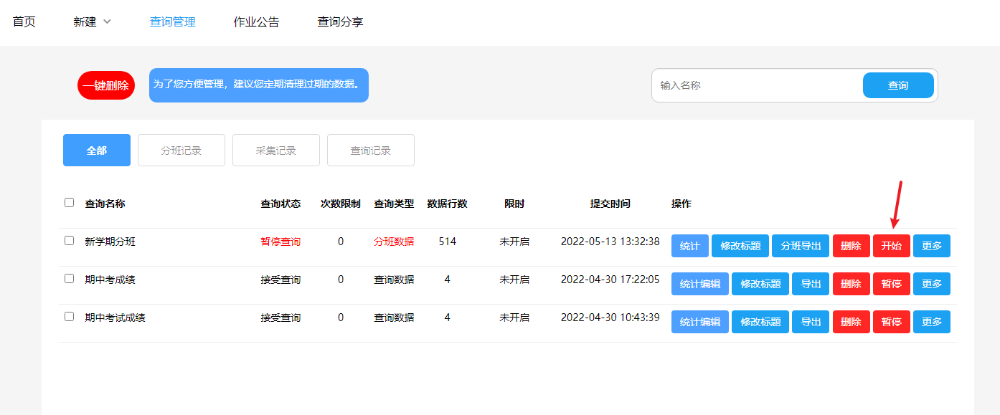 首页 新建 查询管理 作业公告 查询分享
一键删除 为了您方便管理，建议您定期清理过期的数据。 输入名称 查询
全部 分班记录 采集记录 查询记录
查询名称 查询状态 次数限制 查询类型 数据行数 限时 提交时间 操作
新学期分班 暂停查询 0 分班数据 514 未开启 2022-05-13 13:32:38 统计 修改标题 分班导出 删除 开始 更多
期中考成绩 接受查询 0 查询数据 4 未开启 2022-04-30 17:22:05 统计编辑 修改标题 导出 删除 暂停 更多
期中考试成绩 接受查询 0 查询数据 4 未开启 2022-04-30 10:43:39 统计编辑 修改标题 导出 删除 暂停 更多